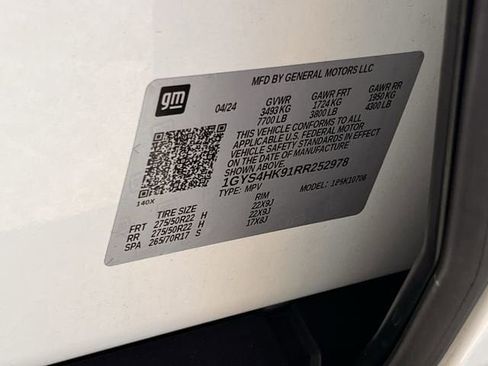 gm
MFD BY GENERAL MOTORS LLC
04/24 GVWR GAWR FRT GAWR RR
3493 KG 1724 KG 1950 KG
7700 LB 3800 LB 4300 LB
THIS VEHICLE CONFORMS TO ALL
APPLICABLE U.S. FEDERAL MOTOR
VEHICLE SAFETY STANDARDS IN EFFECT
ON THE DATE OF MANUFACTURE
SHOWN ABOVE.
1GYS4HK91RR252978
TYPE: MPV MODEL: 1P9K10706
140X
TIRE SIZE RIM
FRT 275/50R22 H 22X9J
RR 275/50R22 H 22X9J
SPA 265/70R17 S 17X8J